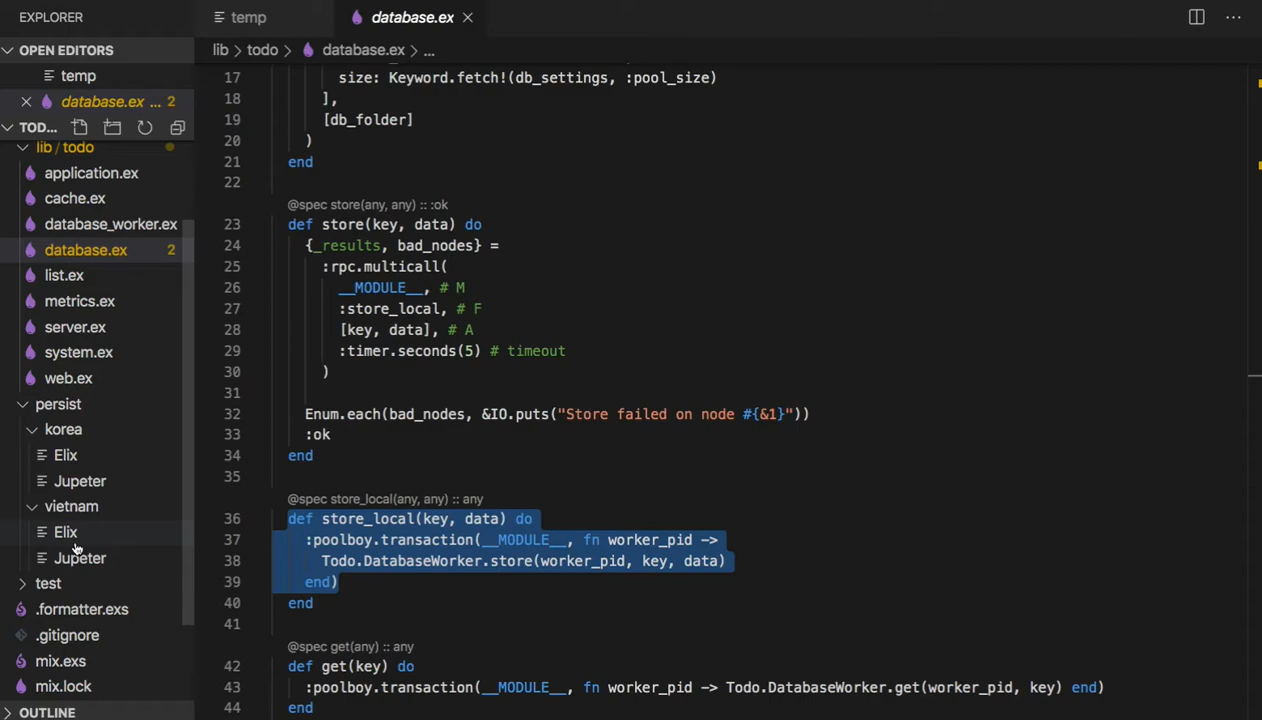 EXPLORER
OPEN EDITORS
temp
database.ex ... 2
TOD...
lib / todo
application.ex
cache.ex
database_worker.ex
database.ex 2
list.ex
metrics.ex
server.ex
system.ex
web.ex
persist
korea
Elix
Jupeter
vietnam
Elix
Jupeter
test
.formatter.exs
.gitignore
mix.exs
mix.lock
OUTLINE
temp
database.ex
lib > todo > database.ex > ...
17 size: Keyword.fetch!(db_settings, :pool_size)
18 ],
19 [db_folder]
20 )
21 end
22
@spec store(any, any) :: :ok
23 def store(key, data) do
24 {_results, bad_nodes} =
25 :rpc.multicall(
26 __MODULE__, # M
27 :store_local, # F
28 [key, data], # A
29 :timer.seconds(5) # timeout
30 )
31
32 Enum.each(bad_nodes, &IO.puts("Store failed on node #{&1}"))
33 :ok
34 end
35
@spec store_local(any, any) :: any
36 def store_local(key, data) do
37 :poolboy.transaction(__MODULE__, fn worker_pid ->
38 Todo.DatabaseWorker.store(worker_pid, key, data)
39 end)
40 end
41
@spec get(any) :: any
42 def get(key) do
43 :poolboy.transaction(__MODULE__, fn worker_pid -> Todo.DatabaseWorker.get(worker_pid, key) end)
44 end